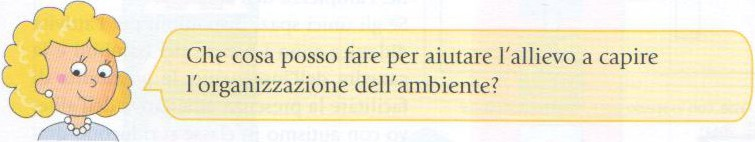 Che cosa posso fare per aiutare l'allievo a capire
l'organizzazione dell'ambiente?